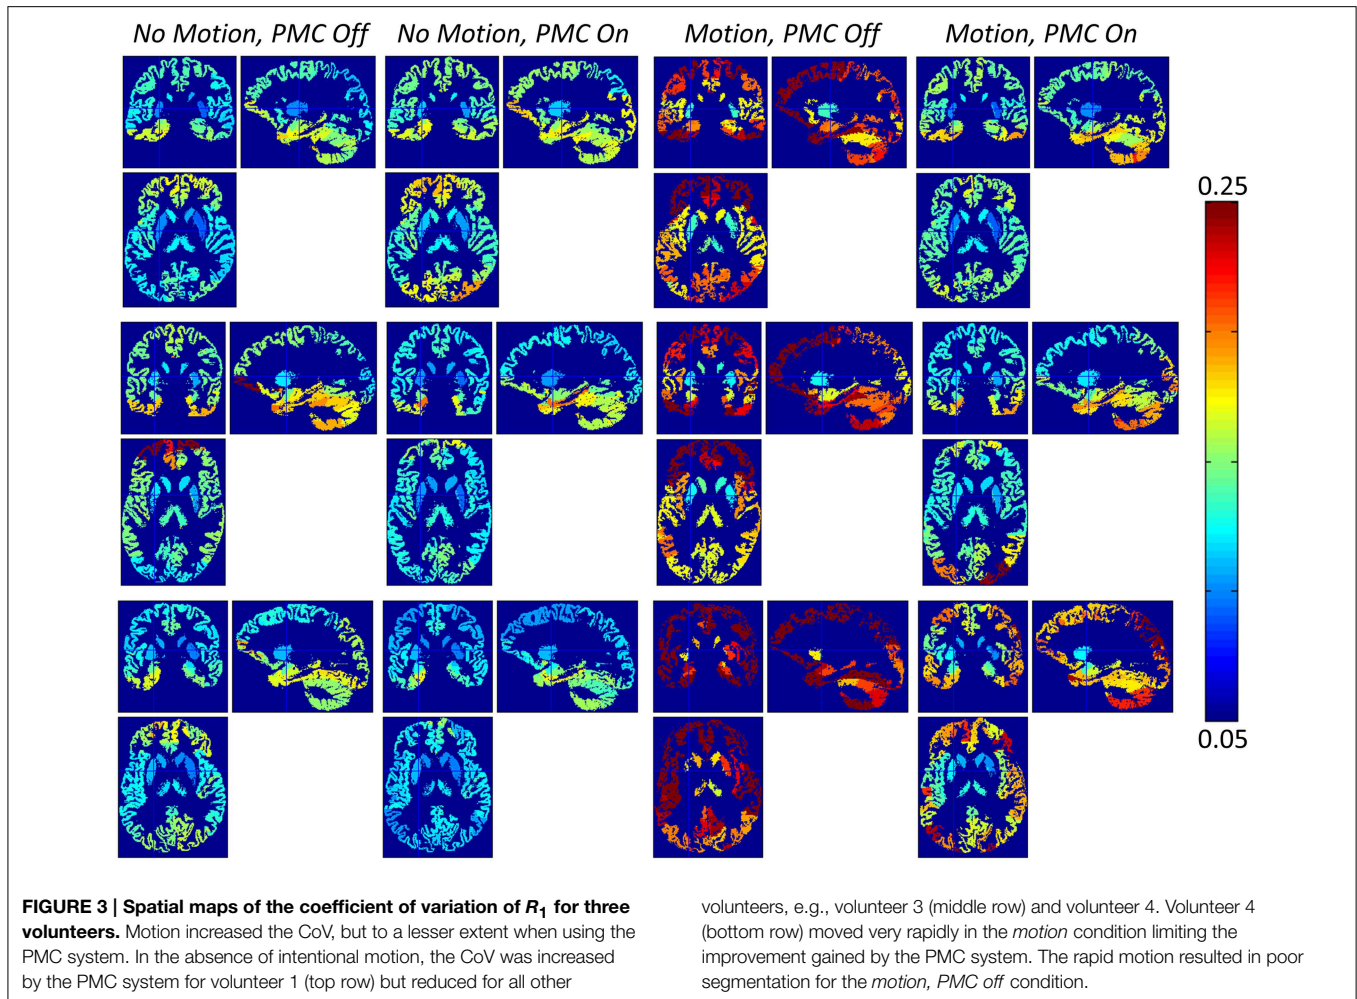 No Motion, PMC Off
No Motion, PMC On
Motion, PMC Off
Motion, PMC On
0.25
0.05
FIGURE 3 | Spatial maps of the coefficient of variation of R1 for three
volunteers. Motion increased the CoV, but to a lesser extent when using the
PMC system. In the absence of intentional motion, the CoV was increased
by the PMC system for volunteer 1 (top row) but reduced for all other
volunteers, e.g., volunteer 3 (middle row) and volunteer 4. Volunteer 4
(bottom row) moved very rapidly in the motion condition limiting the
improvement gained by the PMC system. The rapid motion resulted in poor
segmentation for the motion, PMC off condition.